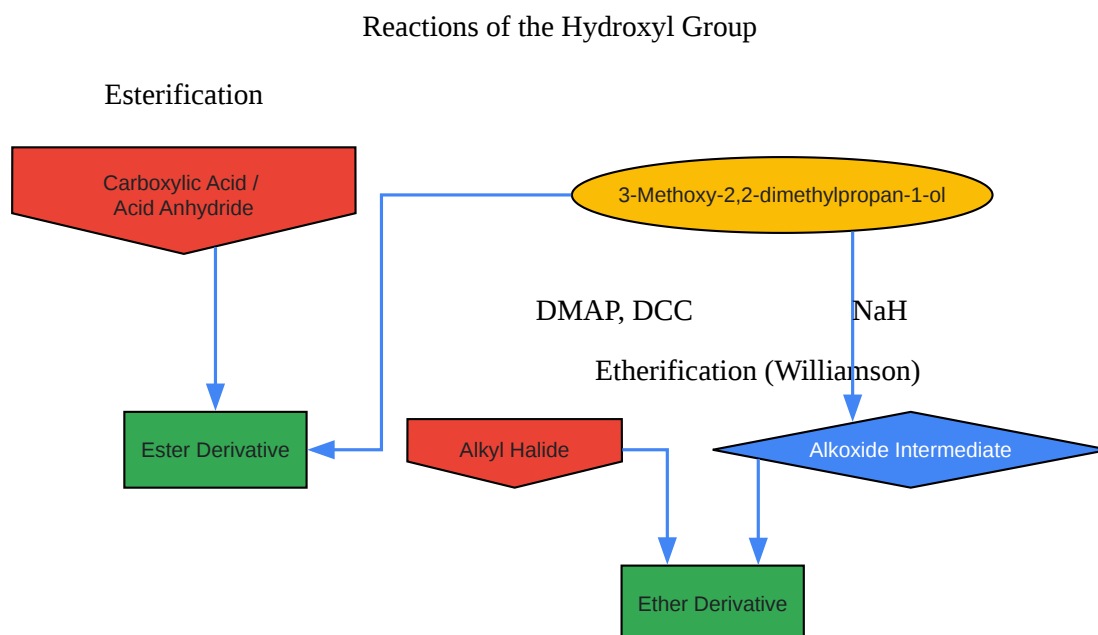 Reactions of the Hydroxyl Group
Esterification
Carboxylic Acid /
Acid Anhydride
3-Methoxy-2,2-dimethylpropan-1-ol
DMAP, DCC
NaH
Etherification (Williamson)
Ester Derivative
Alkyl Halide
Alkoxide Intermediate
Ether Derivative